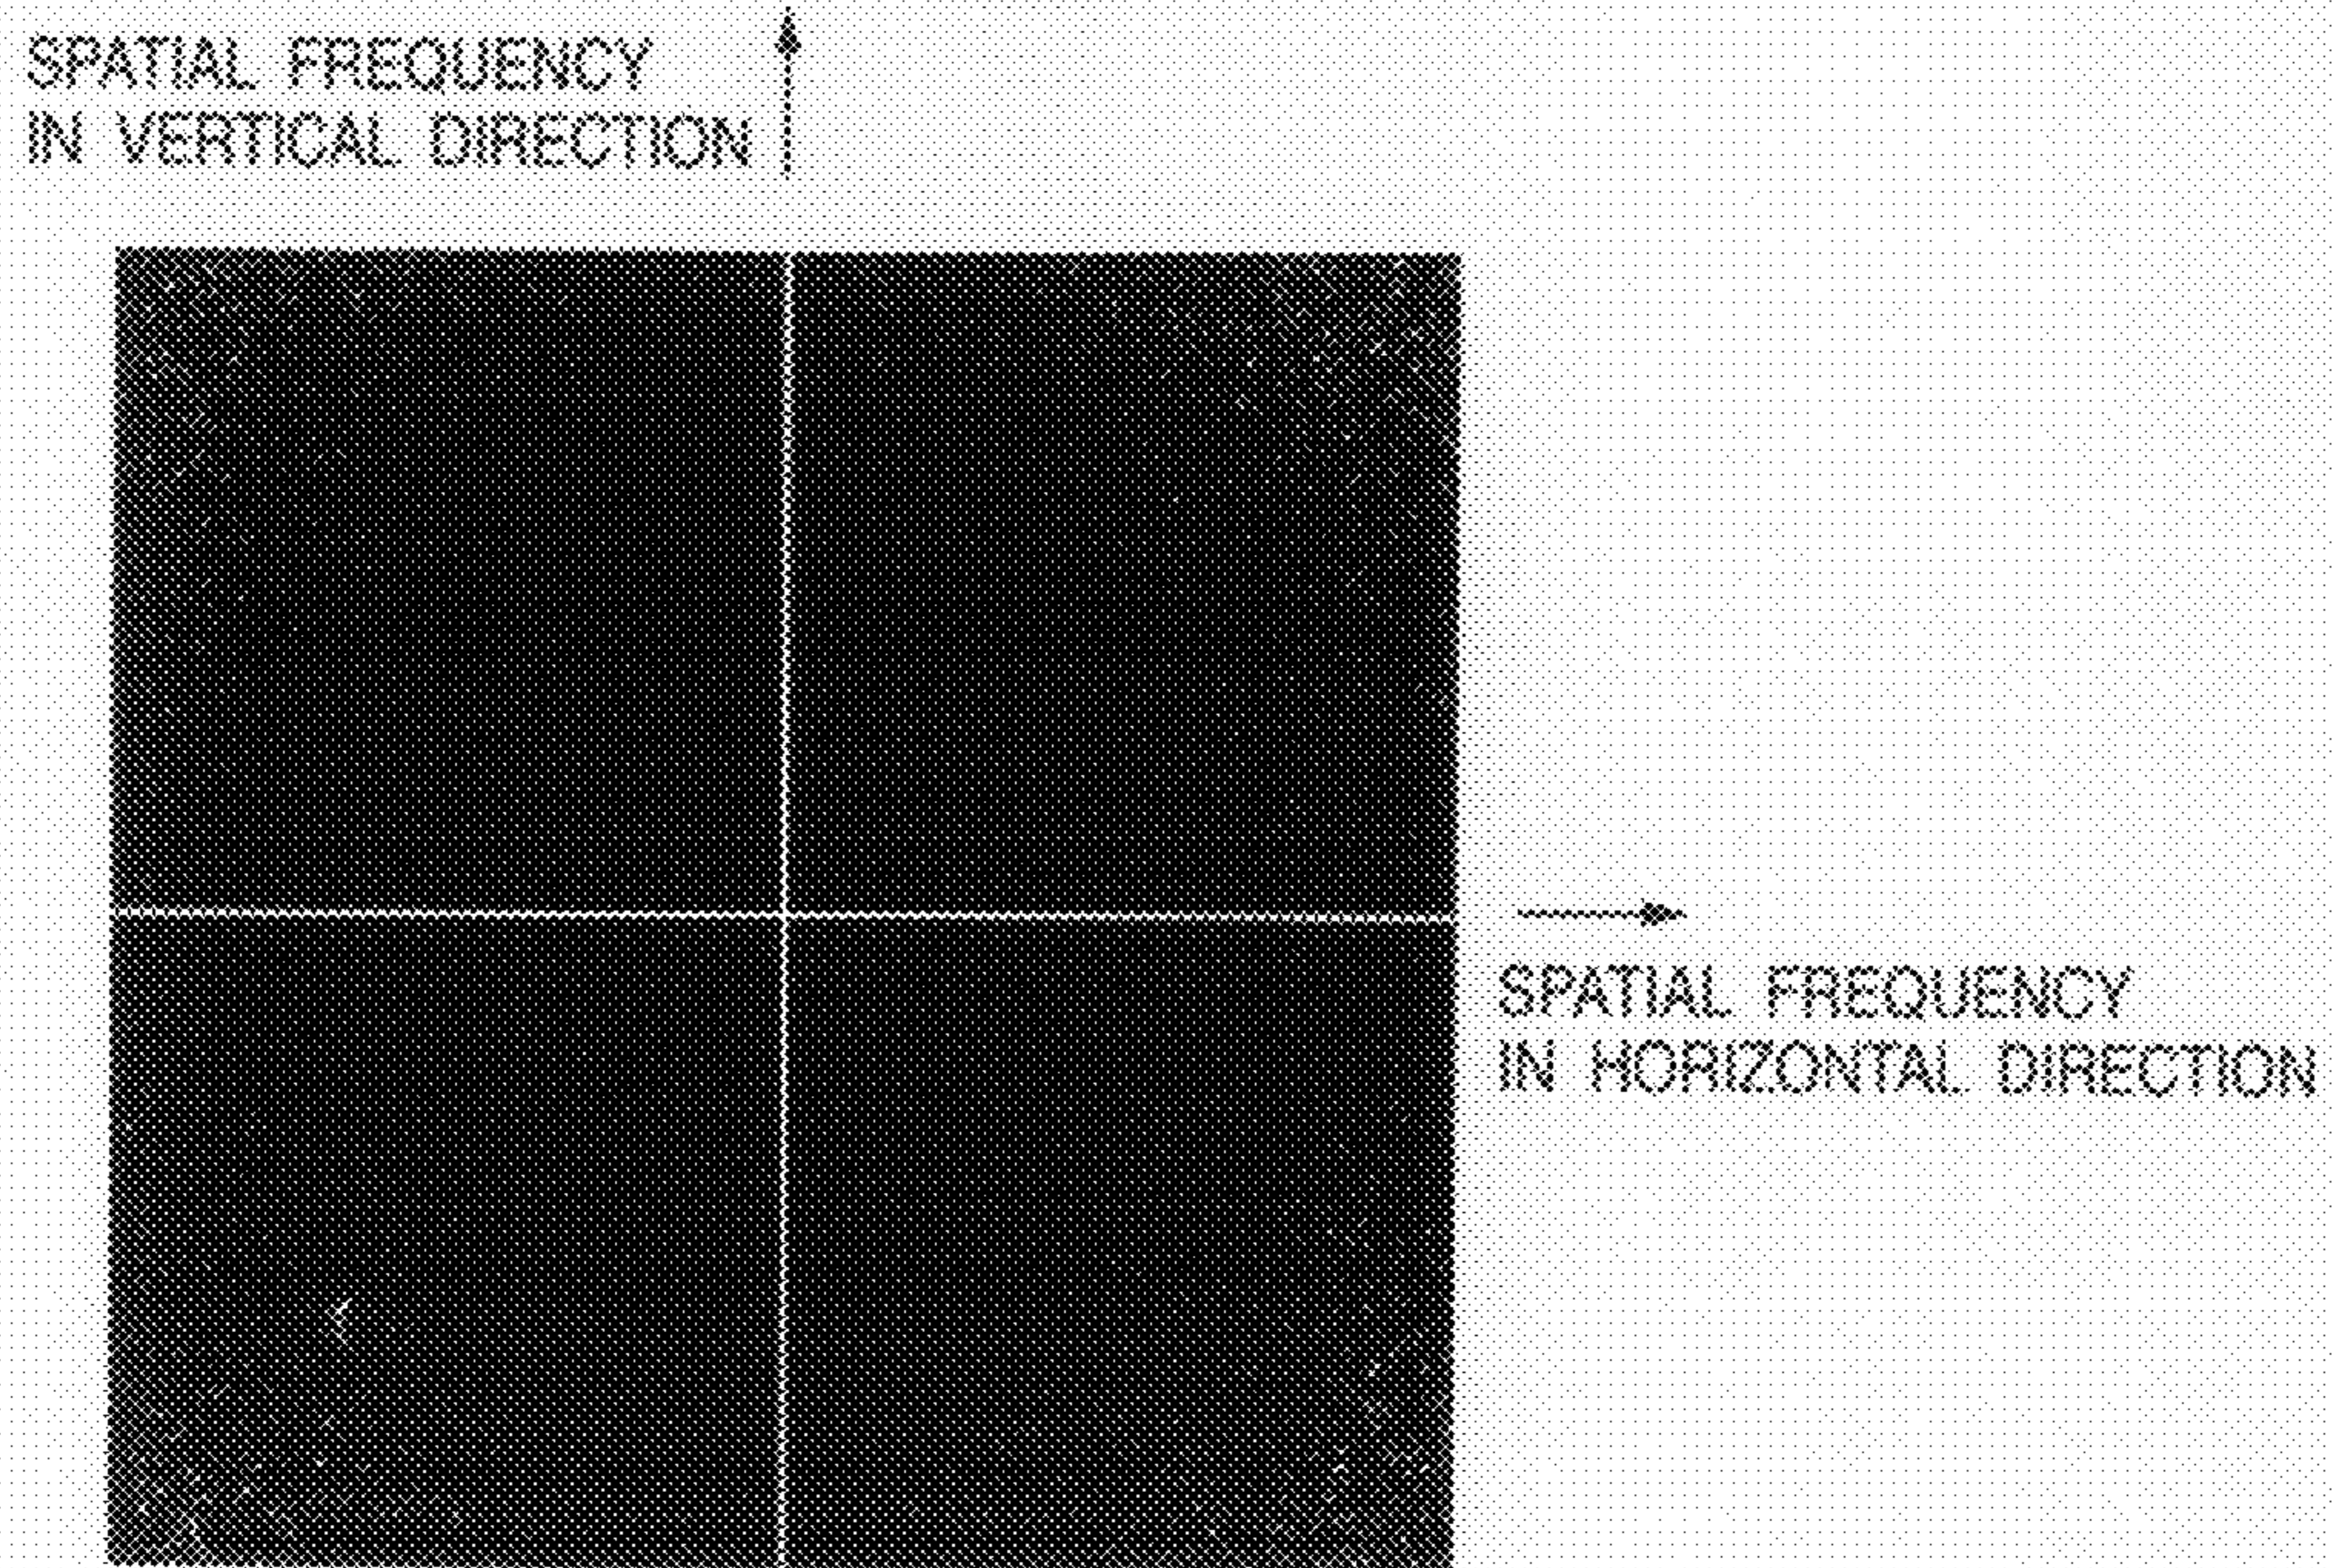 SPATIAL FREQUENCY
IN VERTICAL DIRECTION
SPATIAL FREQUENCY
IN HORIZONTAL DIRECTION